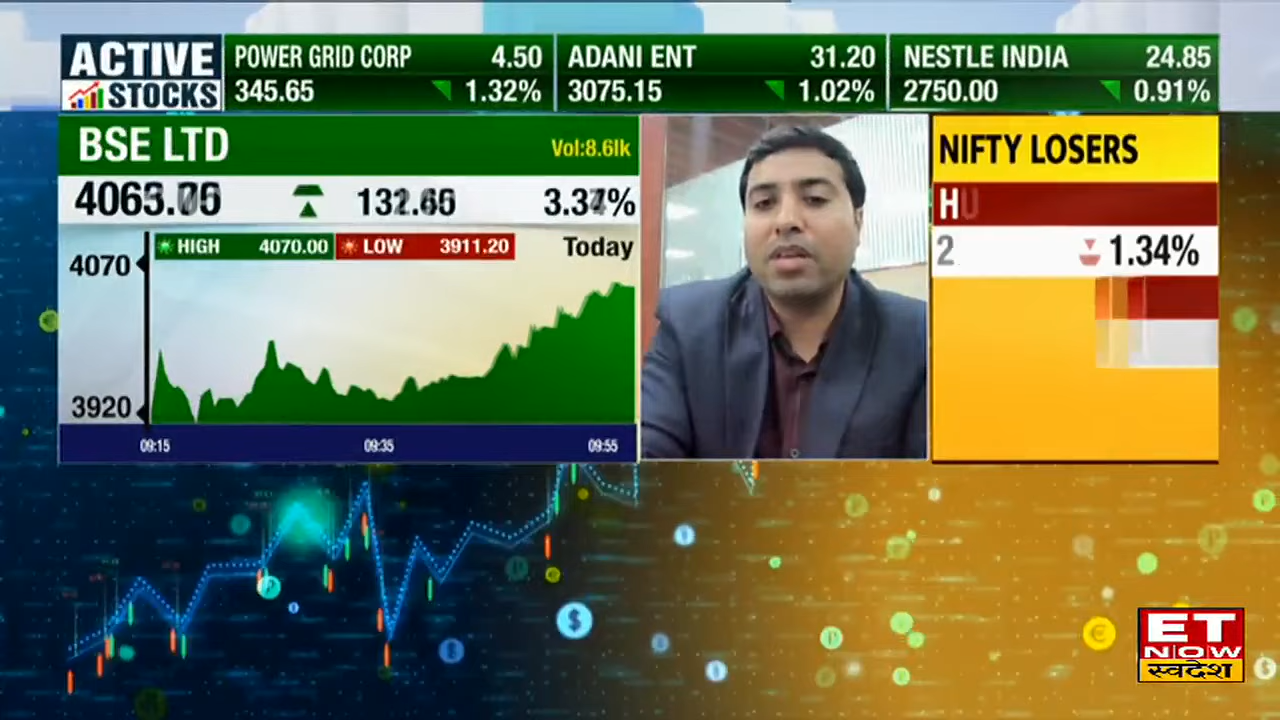 ACTIVE
STOCKS
POWER GRID CORP 4.50
345.65 1.32%
ADANI ENT 31.20
3075.15 1.02%
NESTLE INDIA 24.85
2750.00 0.91%
BSE LTD
Vol:8.6lk
HIGH 4070.00
LOW 3911.20
Today
4070
3920
09:15 09:35 09:55
NIFTY LOSERS
HU
2 1.34%
ET
NOW
स्वदेश